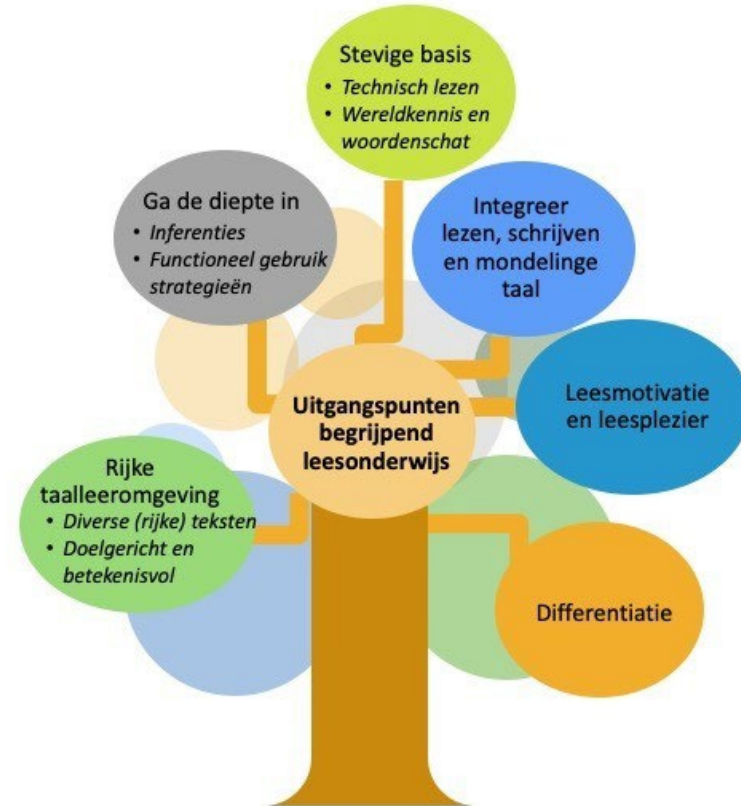 Stevige basis
• Technisch lezen
• Wereldkennis en
woordenschat
Ga de diepte in
• Inferenties
• Functioneel gebruik
strategieën
Integreer
lezen, schrijven
en mondelinge
taal
Uitgangspunten
begrijpend
leesonderwijs
Leesmotivatie
en leesplezier
Rijke
taalleeromgeving
• Diverse (rijke) teksten
• Doelgericht en
betekenisvol
Differentiatie